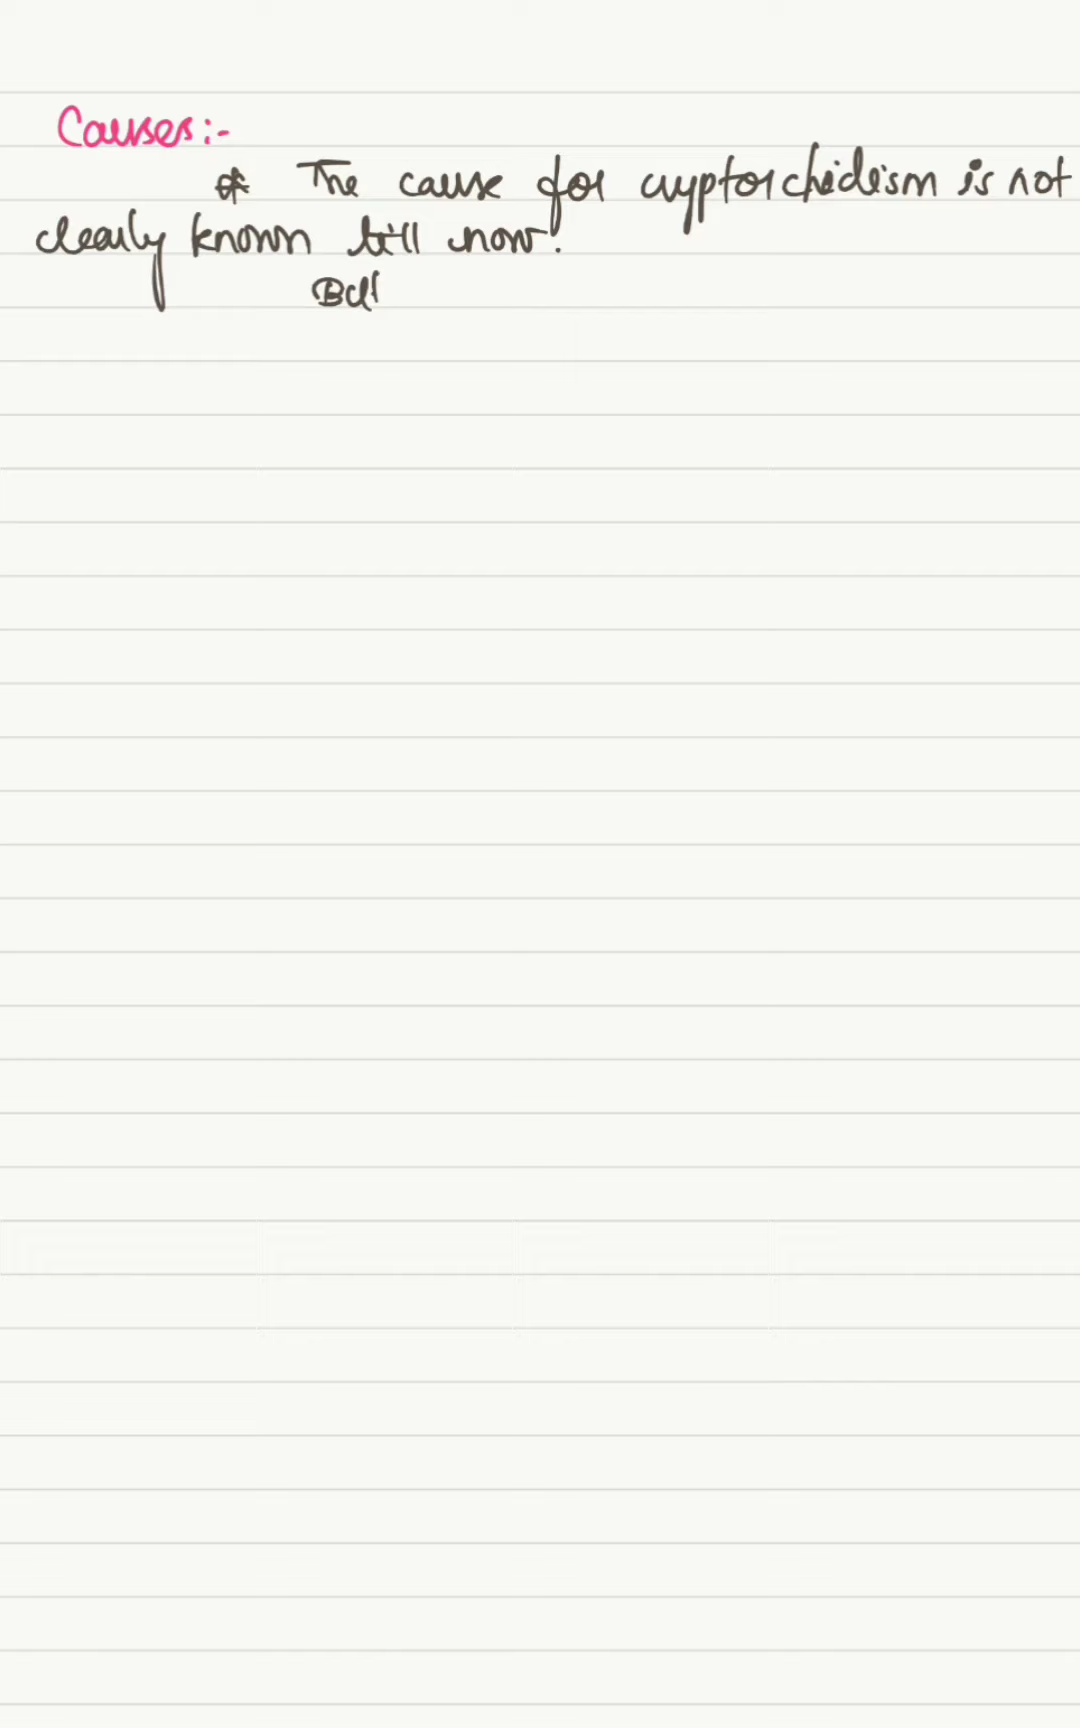 Causes:-
* The cause for cryptorchidism is not
clearly known till now.
But